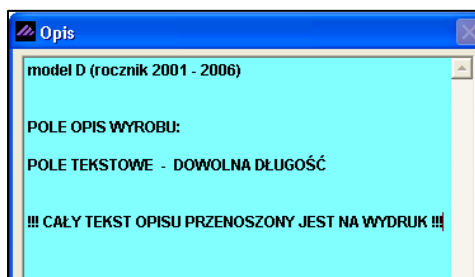 Opis
model D (rocznik 2001 - 2006)
POLE OPIS WYROBU:
POLE TEKSTOWE - DOWOLNA DŁUGOŚĆ
!!! CAŁY TEKST OPISU PRZENOSZONY JEST NA WYDRUK !!!